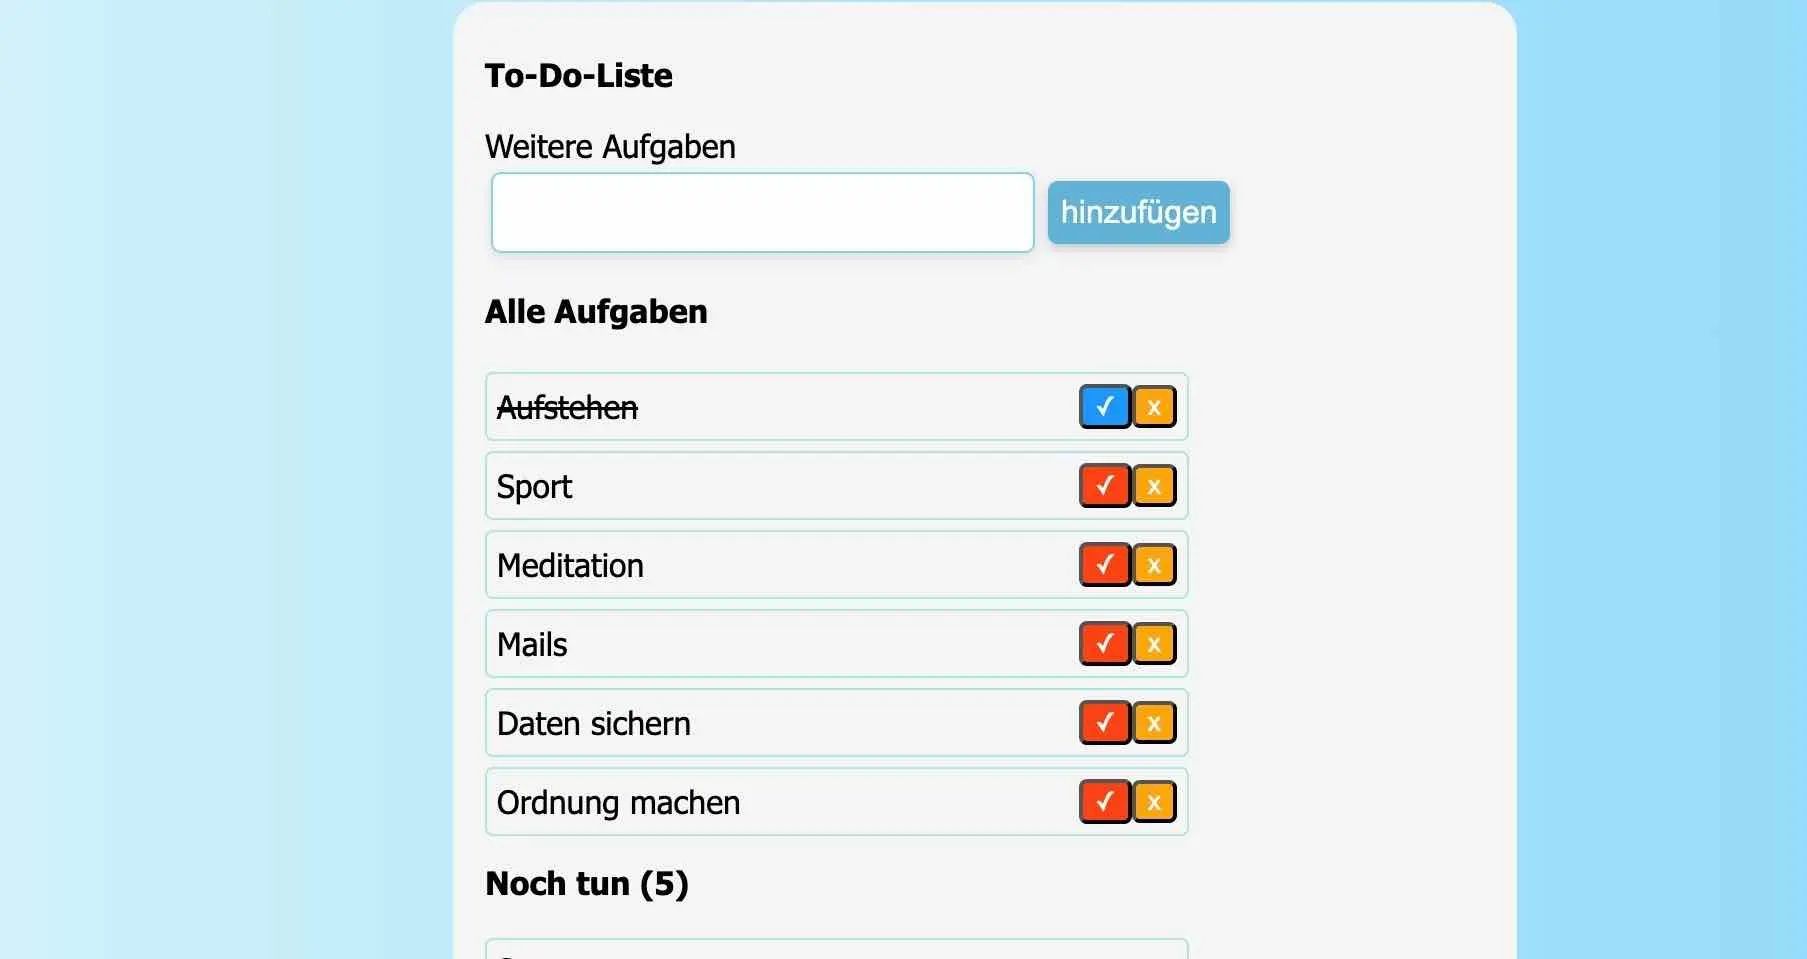 To-Do-Liste
Weitere Aufgaben
hinzufügen
Alle Aufgaben
Aufstehen ✓ x
Sport ✓ x
Meditation ✓ x
Mails ✓ x
Daten sichern ✓ x
Ordnung machen ✓ x
Noch tun (5)